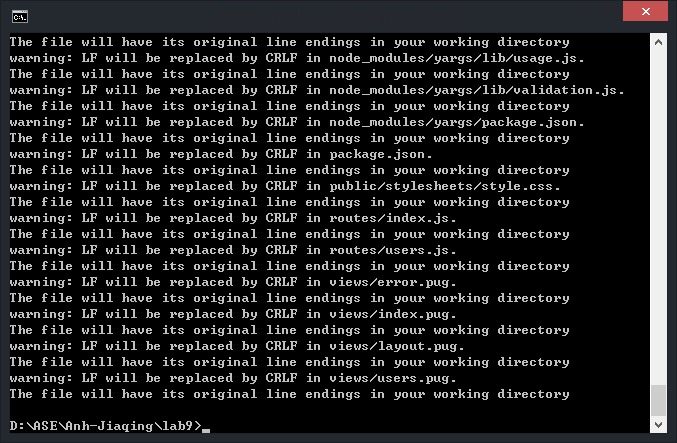 The file will have its original line endings in your working directory
warning: LF will be replaced by CRLF in node_modules/yargs/lib/usage.js.
The file will have its original line endings in your working directory
warning: LF will be replaced by CRLF in node_modules/yargs/lib/validation.js.
The file will have its original line endings in your working directory
warning: LF will be replaced by CRLF in node_modules/yargs/package.json.
The file will have its original line endings in your working directory
warning: LF will be replaced by CRLF in package.json.
The file will have its original line endings in your working directory
warning: LF will be replaced by CRLF in public/stylesheets/style.css.
The file will have its original line endings in your working directory
warning: LF will be replaced by CRLF in routes/index.js.
The file will have its original line endings in your working directory
warning: LF will be replaced by CRLF in routes/users.js.
The file will have its original line endings in your working directory
warning: LF will be replaced by CRLF in views/error.pug.
The file will have its original line endings in your working directory
warning: LF will be replaced by CRLF in views/index.pug.
The file will have its original line endings in your working directory
warning: LF will be replaced by CRLF in views/layout.pug.
The file will have its original line endings in your working directory
warning: LF will be replaced by CRLF in views/users.pug.
The file will have its original line endings in your working directory
D:\ASE\Anh-Jiaqing\lab9>_